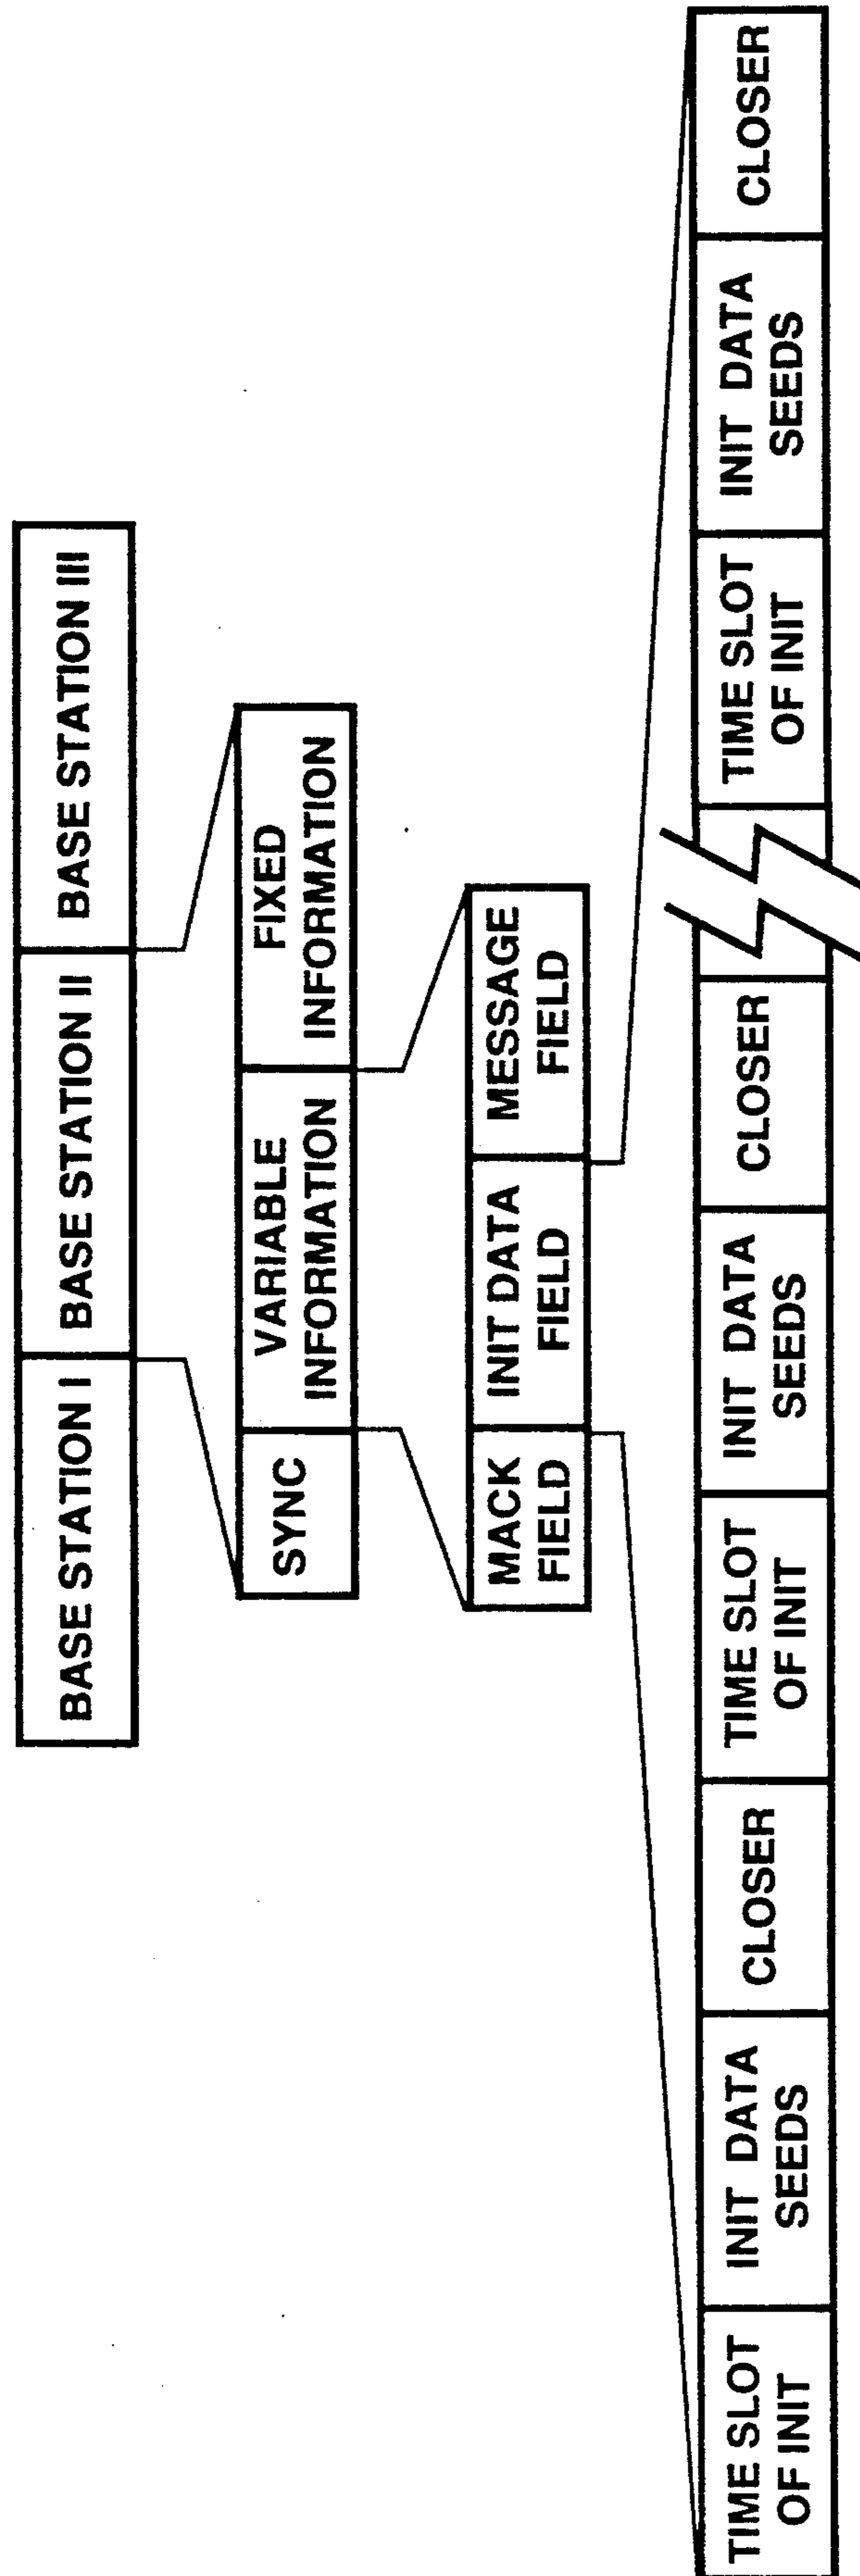 BASE STATION I
BASE STATION II
BASE STATION III
SYNC
VARIABLE
INFORMATION
FIXED
INFORMATION
MACK
FIELD
INIT DATA
FIELD
MESSAGE
FIELD
TIME SLOT
OF INIT
INIT DATA
SEEDS
CLOSER
TIME SLOT
OF INIT
INIT DATA
SEEDS
CLOSER
TIME SLOT
OF INIT
INIT DATA
SEEDS
CLOSER